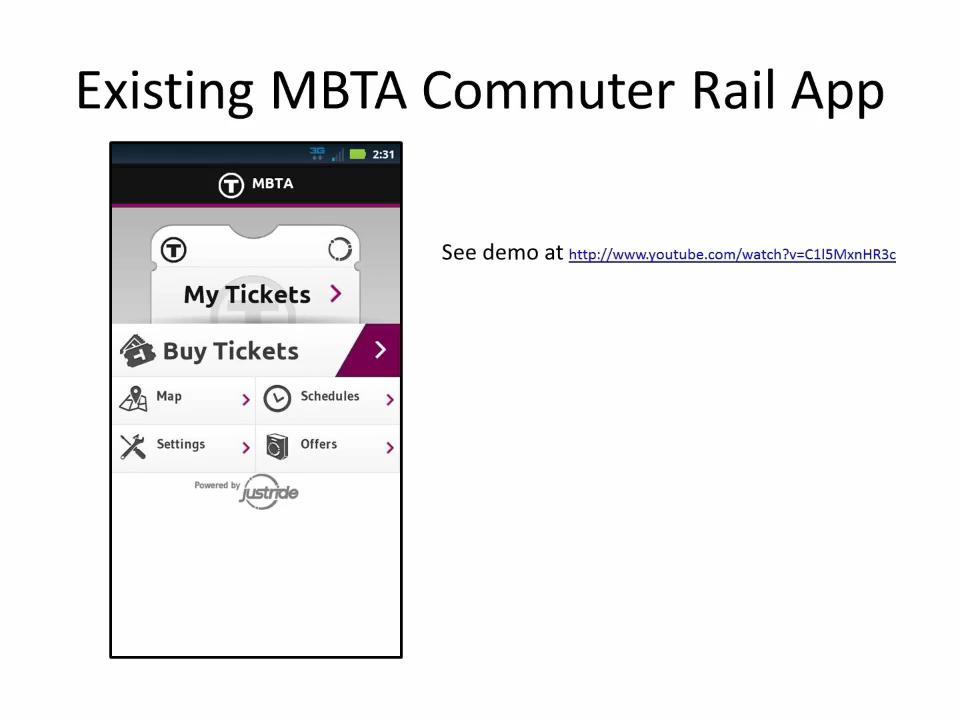 Existing MBTA Commuter Rail App
3G 2:31
T MBTA
T
My Tickets
T
Buy Tickets
Map Schedules
Settings Offers
Powered by justride
See demo at http://www.youtube.com/watch?v=C1l5MxnHR3c